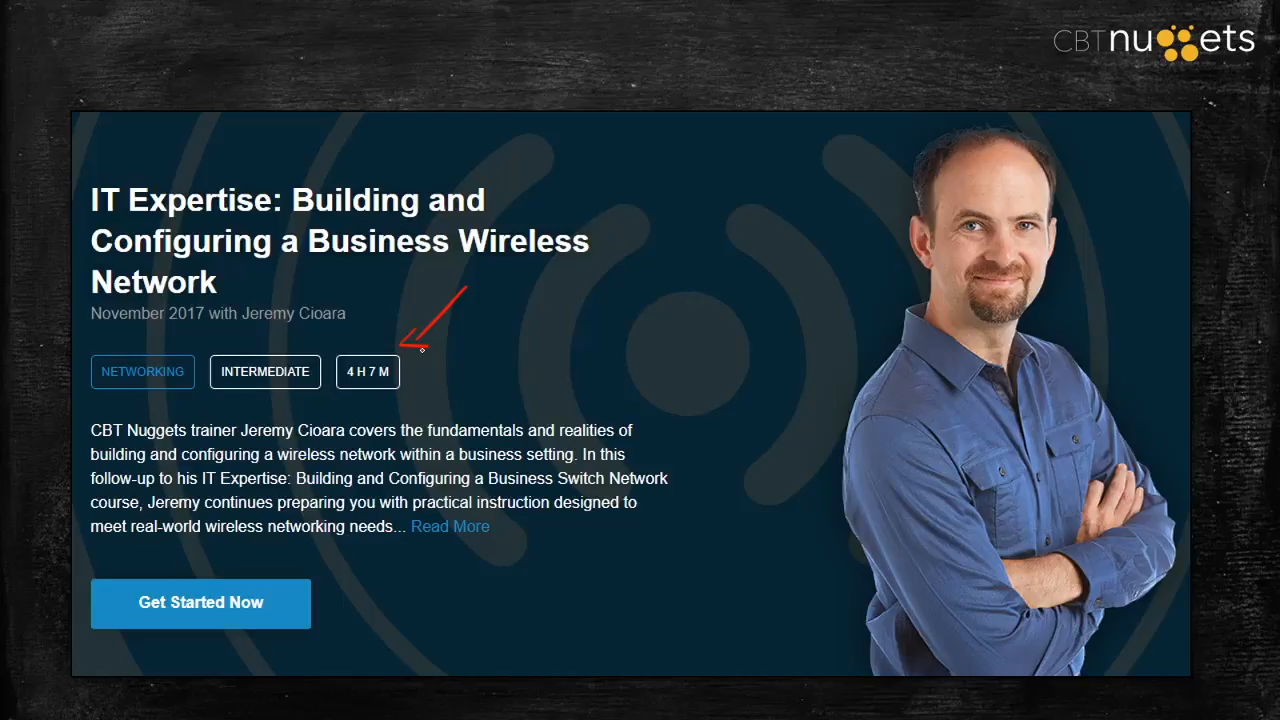 CBTnuggets
IT Expertise: Building and
Configuring a Business Wireless
Network
November 2017 with Jeremy Cioara
NETWORKING INTERMEDIATE 4 H 7 M
CBT Nuggets trainer Jeremy Cioara covers the fundamentals and realities of
building and configuring a wireless network within a business setting. In this
follow-up to his IT Expertise: Building and Configuring a Business Switch Network
course, Jeremy continues preparing you with practical instruction designed to
meet real-world wireless networking needs... Read More
Get Started Now